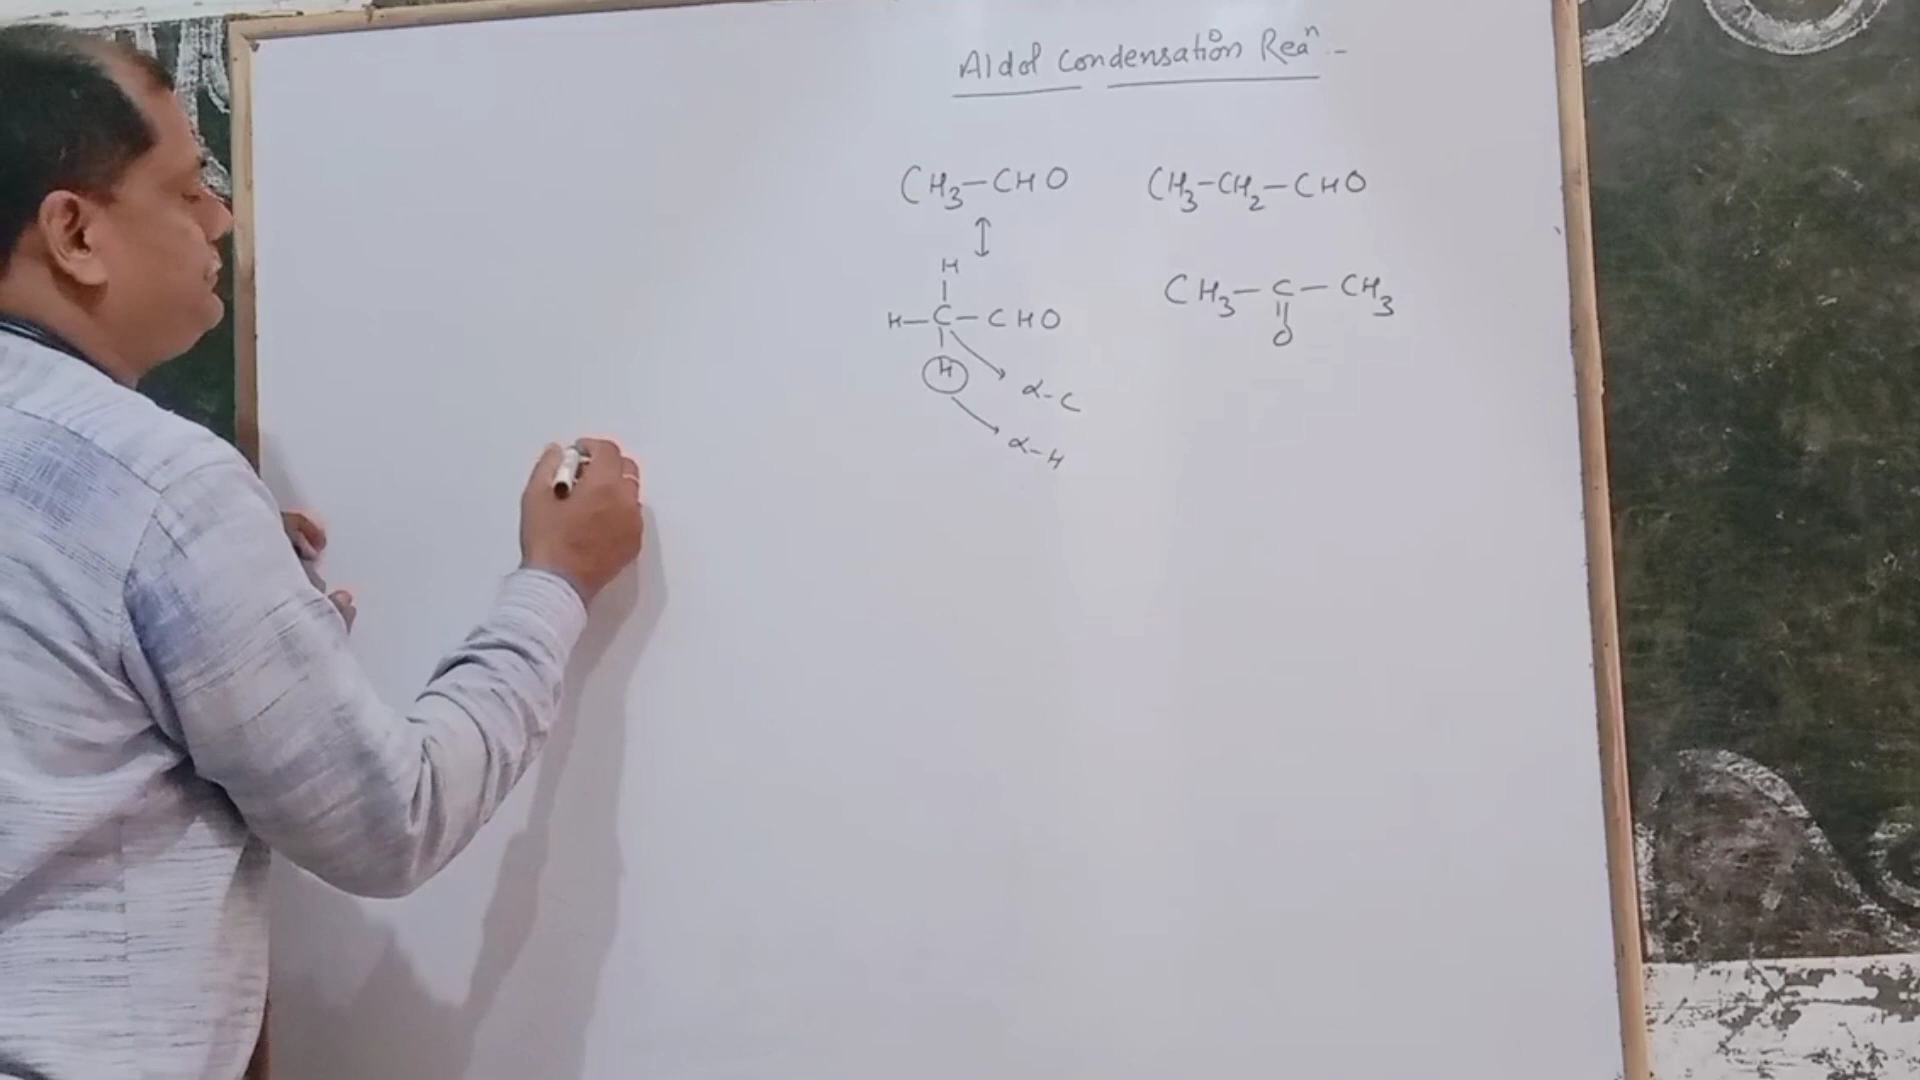 Aldol Condensation Reaⁿ -
CH₃-CHO CH₃-CH₂-CHO
↕
H
|
H-C-CHO
|
H
α-C
α-H
CH₃-C-CH₃
||
O